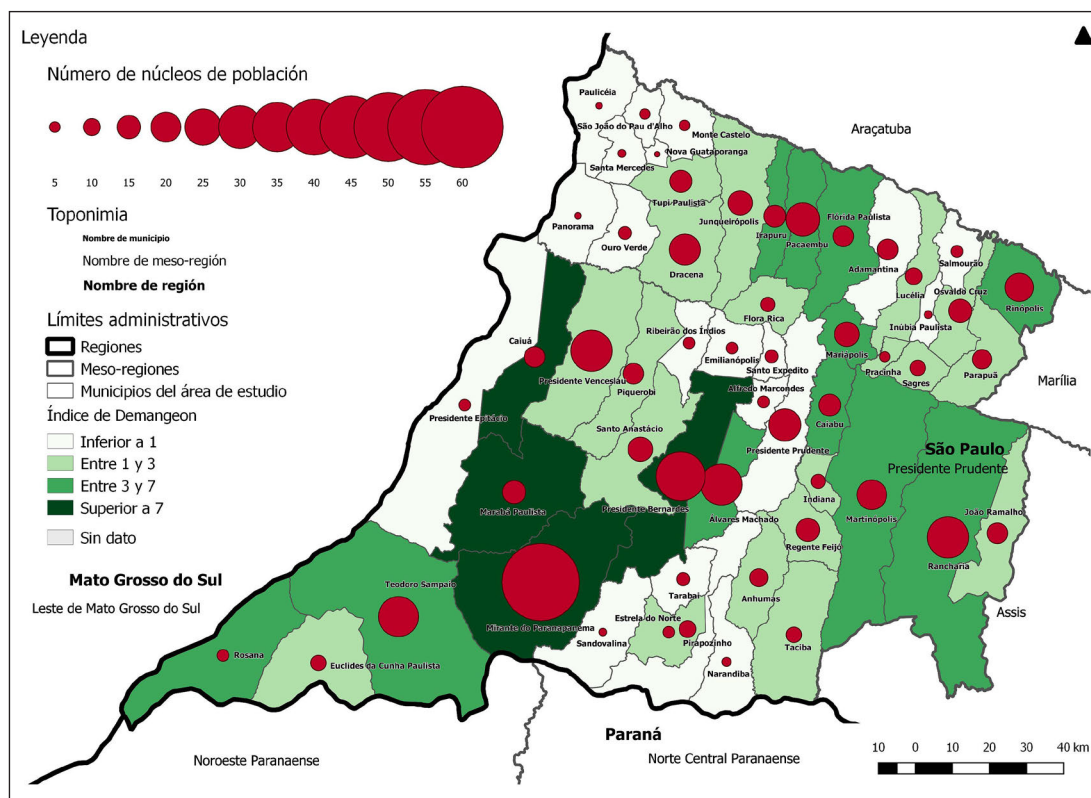 Leyenda
Número de núcleos de población
5 10 15 20 25 30 35 40 45 50 55 60
Toponimia
Nombre de municipio
Nombre de meso-región
Nombre de región
Límites administrativos
Regiones
Meso-regiones
Municipios del área de estudio
Índice de Demangeon
Inferior a 1
Entre 1 y 3
Entre 3 y 7
Superior a 7
Sin dato
Paulicéia
São João do Pau d'Alho
Monte Castelo
Santa Mercedes
Nova Guataporanga
Araçatuba
Tupi Paulista
Junqueirópolis
Irapuru
Pacaembu
Flórida Paulista
Panorama
Ouro Verde
Dracena
Adamantina
Salmourão
Lucélia
Osvaldo Cruz
Rinópolis
Flora Rica
Inúbia Paulista
Ribeirão dos Índios
Emilianópolis
Santo Expedito
Mariápolis
Pracinha
Sagres
Parapuã
Marília
Caiuá
Presidente Venceslau
Piquerobi
Alfredo Marcondes
Presidente Epitácio
Caiabu
Santo Anastácio
Presidente Prudente
São Paulo
Presidente Prudente
Marabá Paulista
Presidente Bernardes
Alvares Machado
Indiana
Martinópolis
João Ramalho
Regente Feijó
Rancharia
Mato Grosso do Sul
Leste de Mato Grosso do Sul
Teodoro Sampaio
Mirante do Paranapanema
Tarabai
Anhumas
Assis
Estrela do Norte
Sandovalina
Pirapozinho
Taciba
Rosana
Euclides da Cunha Paulista
Narandiba
Paraná
Noroeste Paranaense
Norte Central Paranaense
10 0 10 20 30 40 km